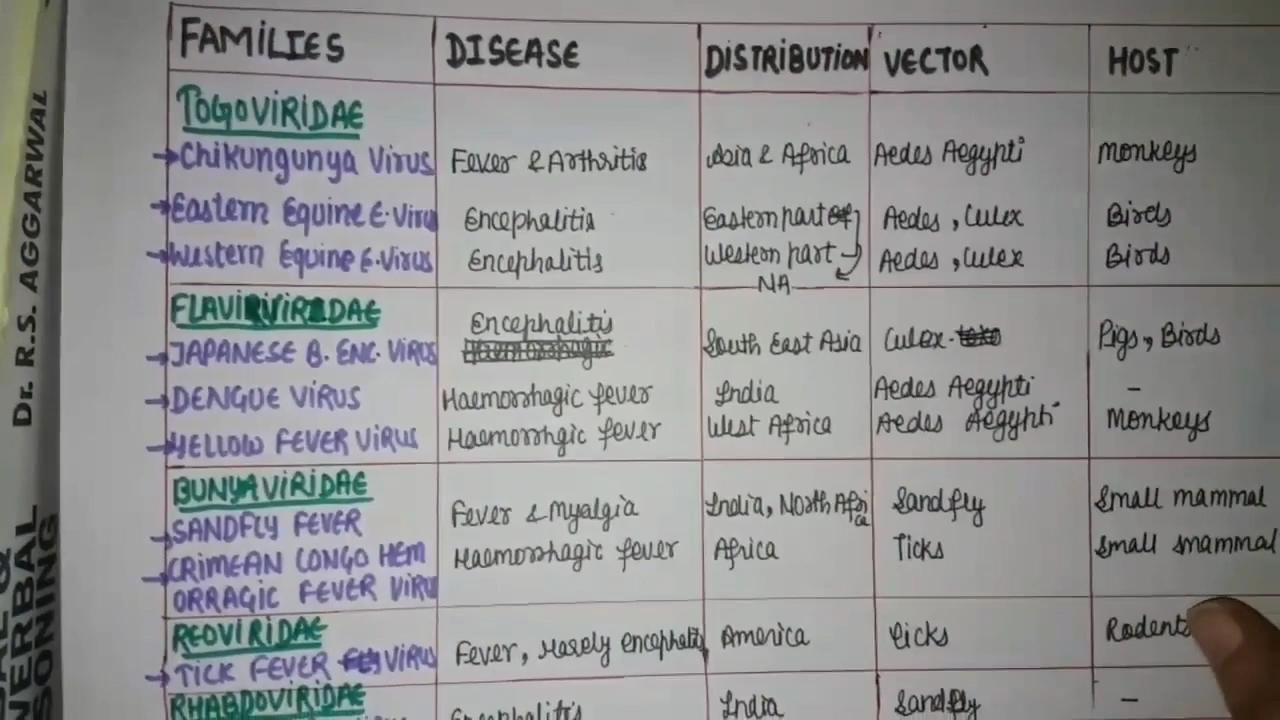 FAMILIES DISEASE DISTRIBUTION VECTOR HOST
TOGOVIRIDAE
→Chikungunya Virus Fever & Arthritis Asia & Africa Aedes Aegypti monkeys
→Eastern Equine E. Virus Encephalitis Eastern part of Aedes, Culex Birds
→Western Equine E. Virus Encephalitis Western part Aedes, Culex Birds
NA
FLAVIVIRIDAE
→JAPANESE B. ENC. VIRUS Encephalitis South East Asia Culex Pigs, Birds
→DENGUE VIRUS Haemorrhagic fever India Aedes Aegypti -
→YELLOW FEVER VIRUS Haemorrhgic fever West Africa Aedes Aegypti Monkeys
BUNYAVIRIDAE
→SANDFLY FEVER Fever & Myalgia India, North Africa Sandfly Small mammal
→CRIMEAN CONGO HEM Haemorrhagic fever Africa Ticks Small mammal
ORRAGIC FEVER VIRU
REOVIRIDAE
→TICK FEVER VIRUS Fever, rarely encephalitis America Ticks Rodents
RHABDOVIRIDAE Encephalitis India Sandfly -
Dr. R.S. AGGARWAL
VERBAL
SONING